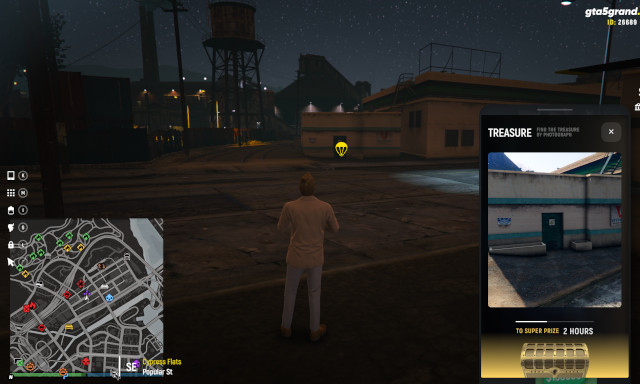 gta5grand.
ID: 26689
TREASURE
FIND THE TREASURE
BY PHOTOGRAPH
TO SUPER PRIZE 2 HOURS
SE
Cypress Flats
Popular St